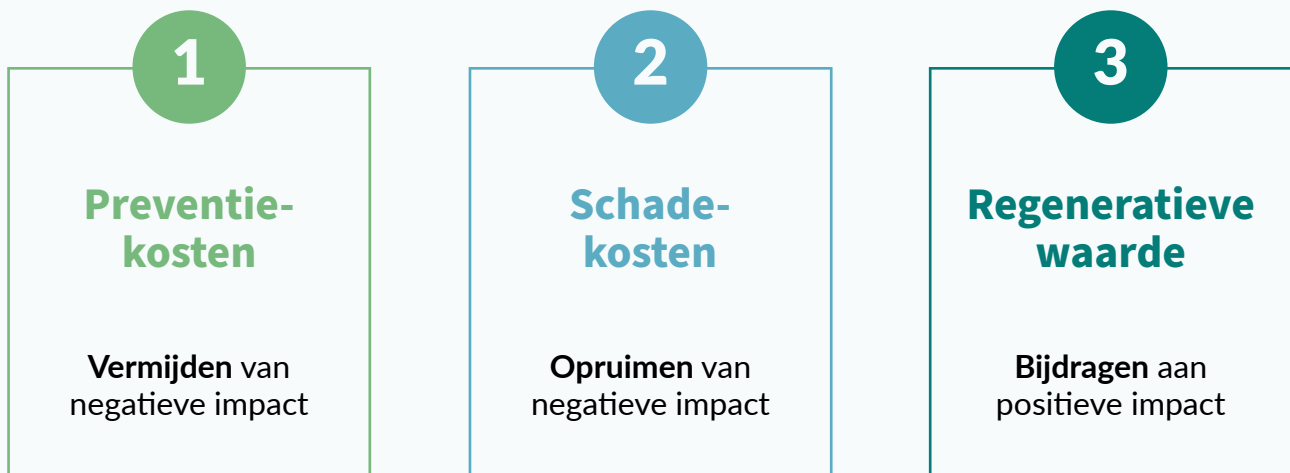 1
Preventie-
kosten
Vermijden van
negatieve impact
2
Schade-
kosten
Opruimen van
negatieve impact
3
Regeneratieve
waarde
Bijdragen aan
positieve impact